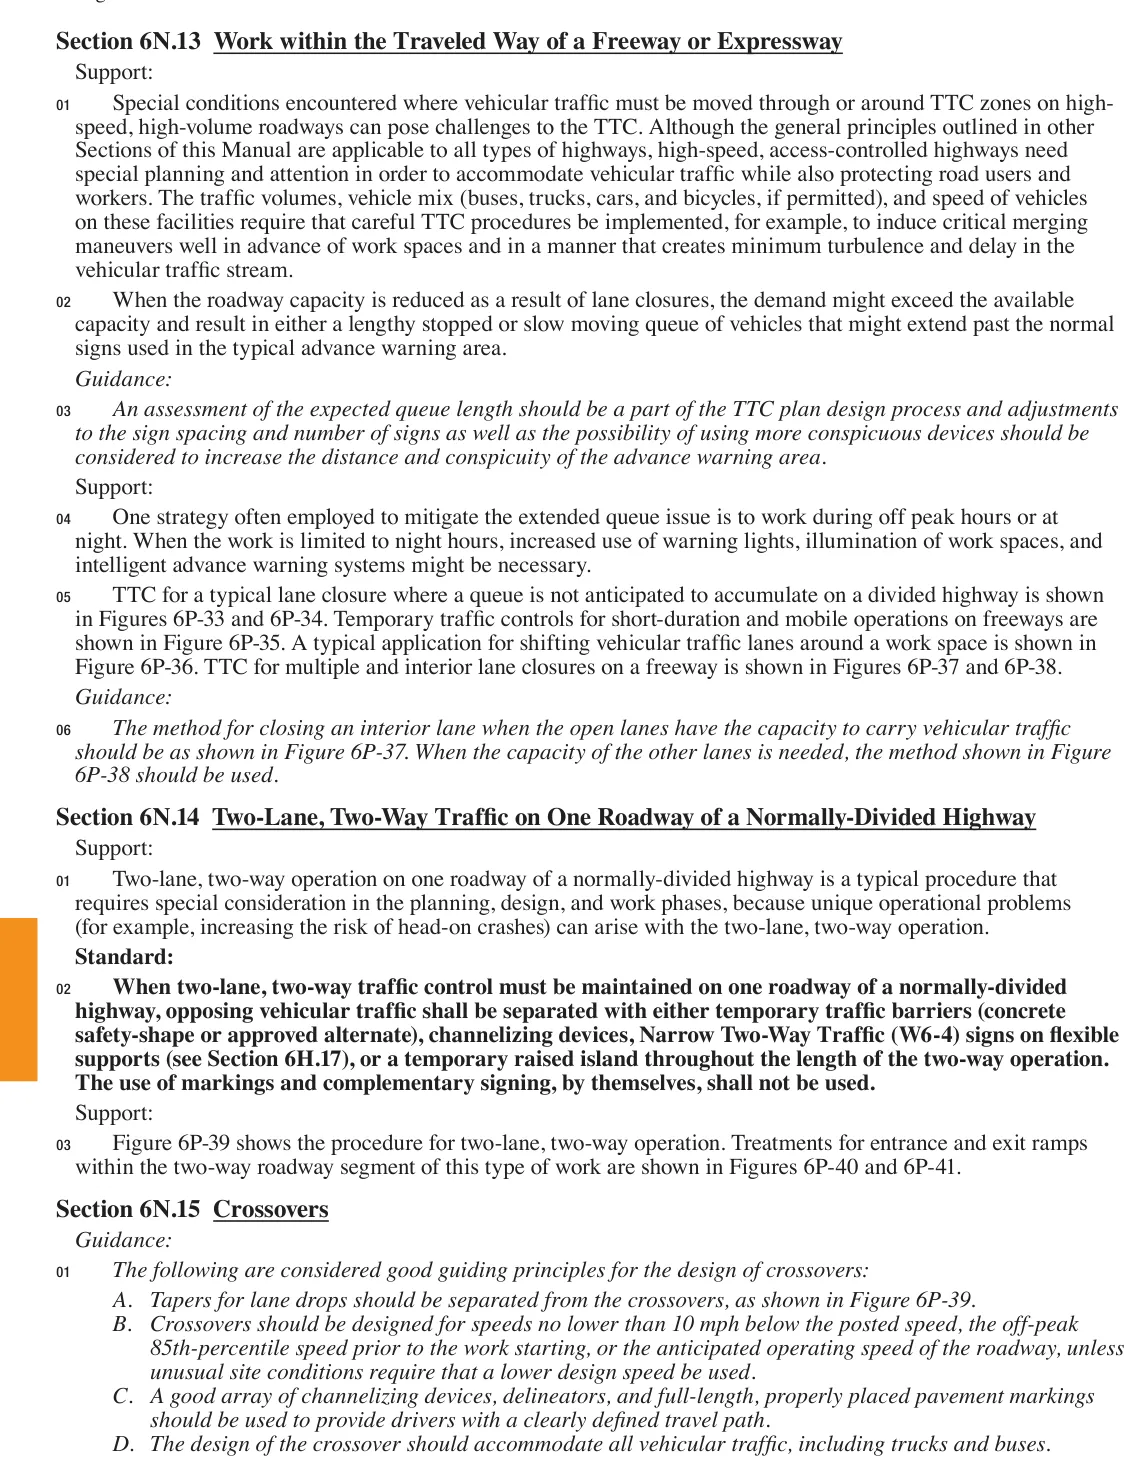 Section 6N.13 Work within the Traveled Way of a Freeway or Expressway
Support:
01 Special conditions encountered where vehicular traffic must be moved through or around TTC zones on high-
speed, high-volume roadways can pose challenges to the TTC. Although the general principles outlined in other
Sections of this Manual are applicable to all types of highways, high-speed, access-controlled highways need
special planning and attention in order to accommodate vehicular traffic while also protecting road users and
workers. The traffic volumes, vehicle mix (buses, trucks, cars, and bicycles, if permitted), and speed of vehicles
on these facilities require that careful TTC procedures be implemented, for example, to induce critical merging
maneuvers well in advance of work spaces and in a manner that creates minimum turbulence and delay in the
vehicular traffic stream.
02 When the roadway capacity is reduced as a result of lane closures, the demand might exceed the available
capacity and result in either a lengthy stopped or slow moving queue of vehicles that might extend past the normal
signs used in the typical advance warning area.
Guidance:
03 An assessment of the expected queue length should be a part of the TTC plan design process and adjustments
to the sign spacing and number of signs as well as the possibility of using more conspicuous devices should be
considered to increase the distance and conspicuity of the advance warning area.
Support:
04 One strategy often employed to mitigate the extended queue issue is to work during off peak hours or at
night. When the work is limited to night hours, increased use of warning lights, illumination of work spaces, and
intelligent advance warning systems might be necessary.
05 TTC for a typical lane closure where a queue is not anticipated to accumulate on a divided highway is shown
in Figures 6P-33 and 6P-34. Temporary traffic controls for short-duration and mobile operations on freeways are
shown in Figure 6P-35. A typical application for shifting vehicular traffic lanes around a work space is shown in
Figure 6P-36. TTC for multiple and interior lane closures on a freeway is shown in Figures 6P-37 and 6P-38.
Guidance:
06 The method for closing an interior lane when the open lanes have the capacity to carry vehicular traffic
should be as shown in Figure 6P-37. When the capacity of the other lanes is needed, the method shown in Figure
6P-38 should be used.
Section 6N.14 Two-Lane, Two-Way Traffic on One Roadway of a Normally-Divided Highway
Support:
01 Two-lane, two-way operation on one roadway of a normally-divided highway is a typical procedure that
requires special consideration in the planning, design, and work phases, because unique operational problems
(for example, increasing the risk of head-on crashes) can arise with the two-lane, two-way operation.
Standard:
02 When two-lane, two-way traffic control must be maintained on one roadway of a normally-divided
highway, opposing vehicular traffic shall be separated with either temporary traffic barriers (concrete
safety-shape or approved alternate), channelizing devices, Narrow Two-Way Traffic (W6-4) signs on flexible
supports (see Section 6H.17), or a temporary raised island throughout the length of the two-way operation.
The use of markings and complementary signing, by themselves, shall not be used.
Support:
03 Figure 6P-39 shows the procedure for two-lane, two-way operation. Treatments for entrance and exit ramps
within the two-way roadway segment of this type of work are shown in Figures 6P-40 and 6P-41.
Section 6N.15 Crossovers
Guidance:
01 The following are considered good guiding principles for the design of crossovers:
A. Tapers for lane drops should be separated from the crossovers, as shown in Figure 6P-39.
B. Crossovers should be designed for speeds no lower than 10 mph below the posted speed, the off-peak
85th-percentile speed prior to the work starting, or the anticipated operating speed of the roadway, unless
unusual site conditions require that a lower design speed be used.
C. A good array of channelizing devices, delineators, and full-length, properly placed pavement markings
should be used to provide drivers with a clearly defined travel path.
D. The design of the crossover should accommodate all vehicular traffic, including trucks and buses.